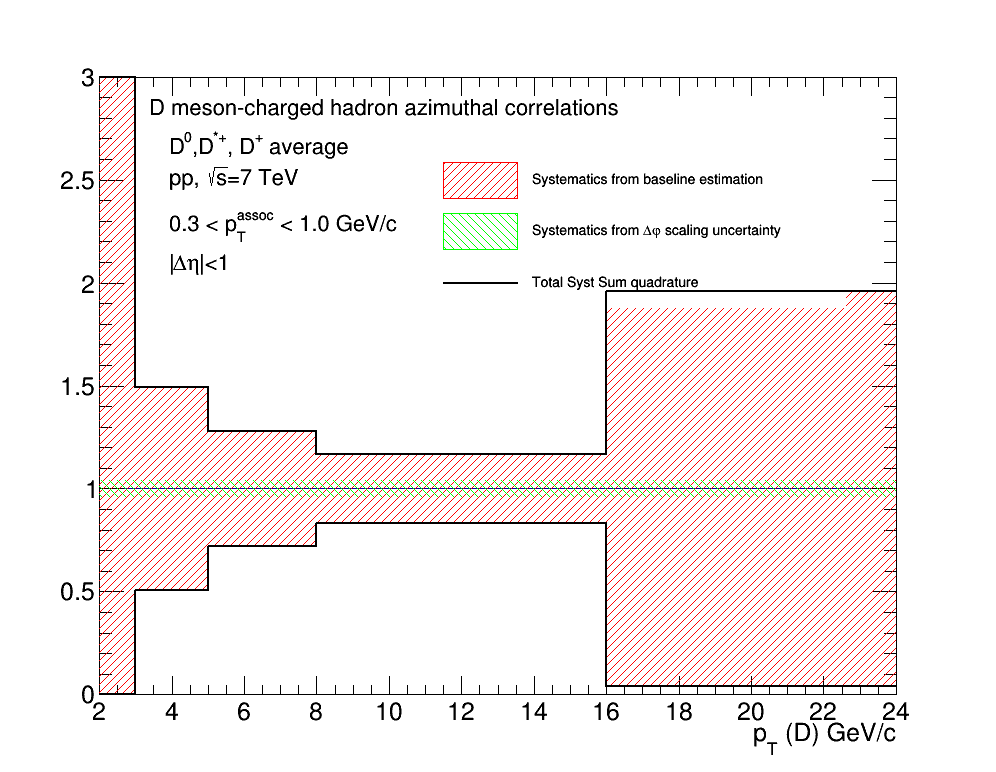 D meson-charged hadron azimuthal correlations
D⁰,D*⁺, D⁺ average
pp, √s=7 TeV
0.3 < p_T^assoc < 1.0 GeV/c
|Δη|<1
Systematics from baseline estimation
Systematics from Δφ scaling uncertainty
Total Syst Sum quadrature
3
2.5
2
1.5
1
0.5
0
2 4 6 8 10 12 14 16 18 20 22 24
p_T (D) GeV/c